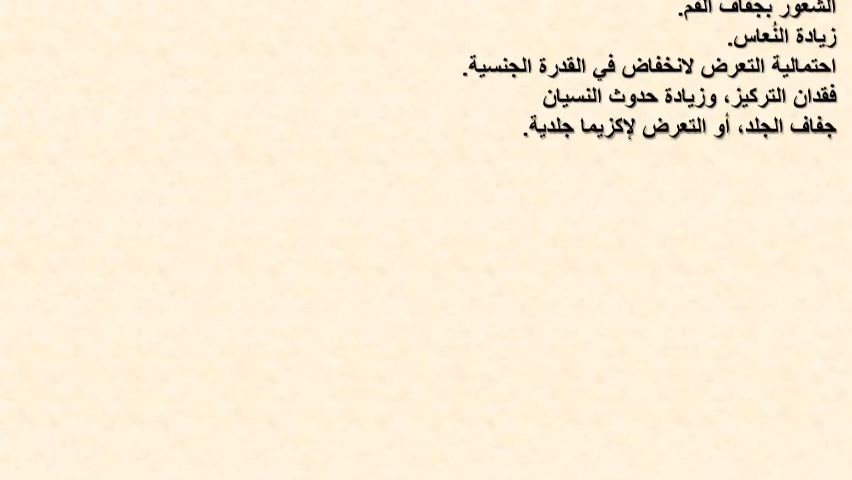 الشعور بجفاف الفم.
زيادة النُعاس.
احتمالية التعرض لانخفاض في القدرة الجنسية.
فقدان التركيز، وزيادة حدوث النسيان
جفاف الجلد، أو التعرض لإكزيما جلدية.